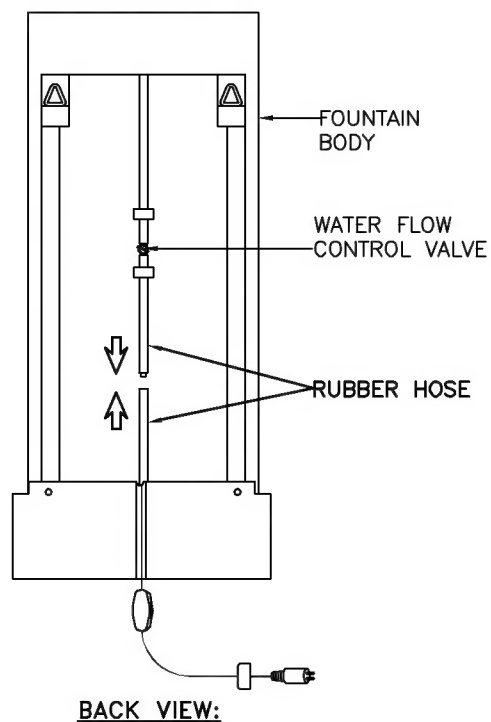 FOUNTAIN
BODY
WATER FLOW
CONTROL VALVE
RUBBER HOSE
BACK VIEW: